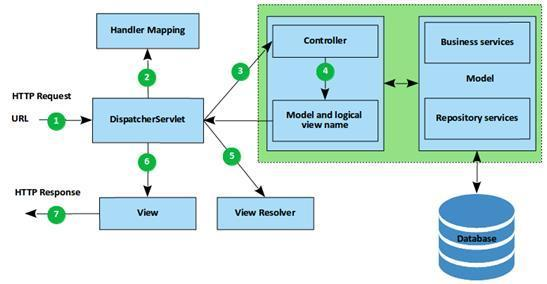 Handler Mapping
Controller
Business services
2
3
4
Model
HTTP Request
URL
1
DispatcherServlet
Model and logical
view name
Repository services
6
5
HTTP Response
7
View
View Resolver
Database